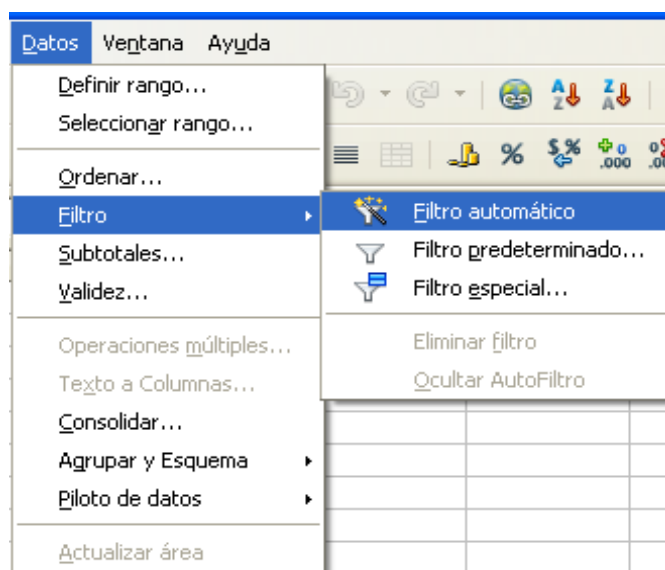 Datos Ventana Ayuda
Definir rango...
Seleccionar rango...
Ordenar...
Filtro
Subtotales...
Validez...
Operaciones múltiples...
Texto a Columnas...
Consolidar...
Agrupar y Esquema
Piloto de datos
Actualizar área
Filtro automático
Filtro predeterminado...
Filtro especial...
Eliminar filtro
Ocultar AutoFiltro